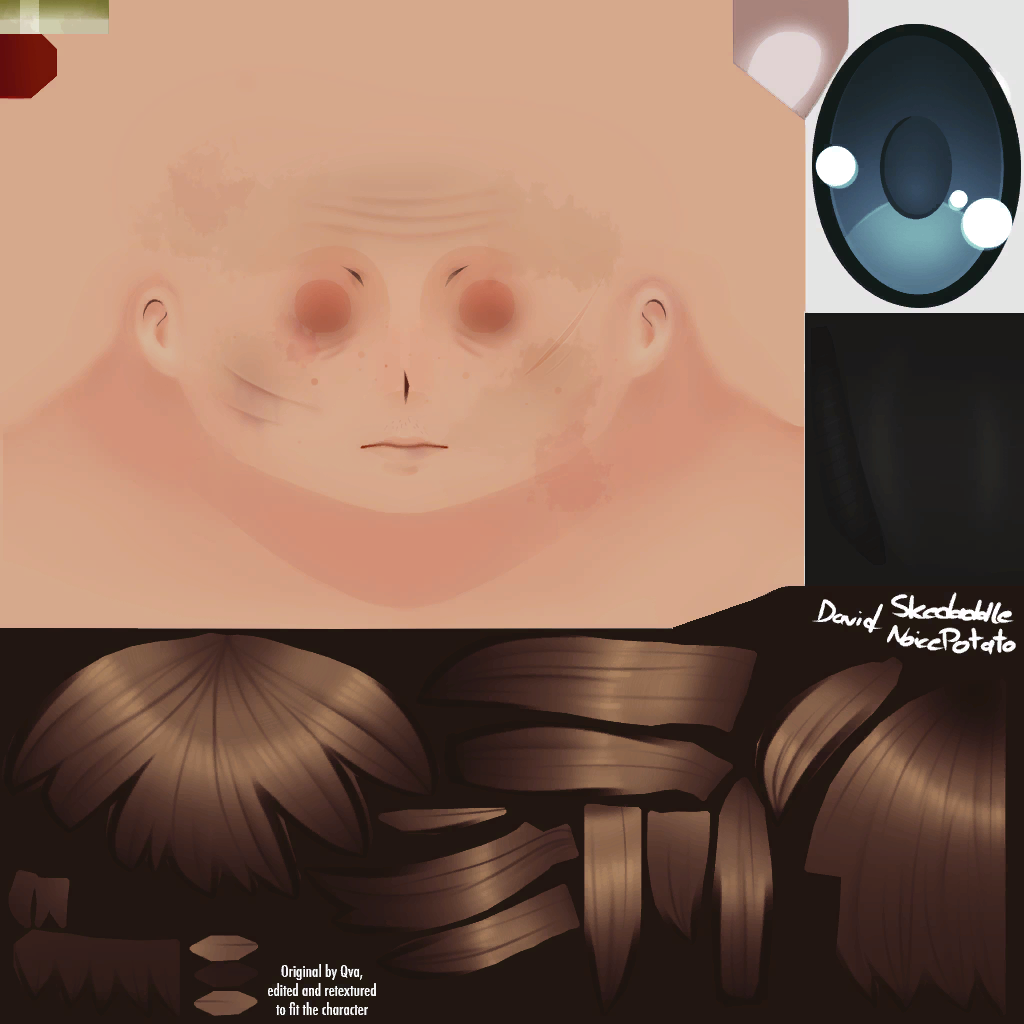 David Skedaddle
NoicePotato
Original by Qva,
edited and retextured
to fit the character